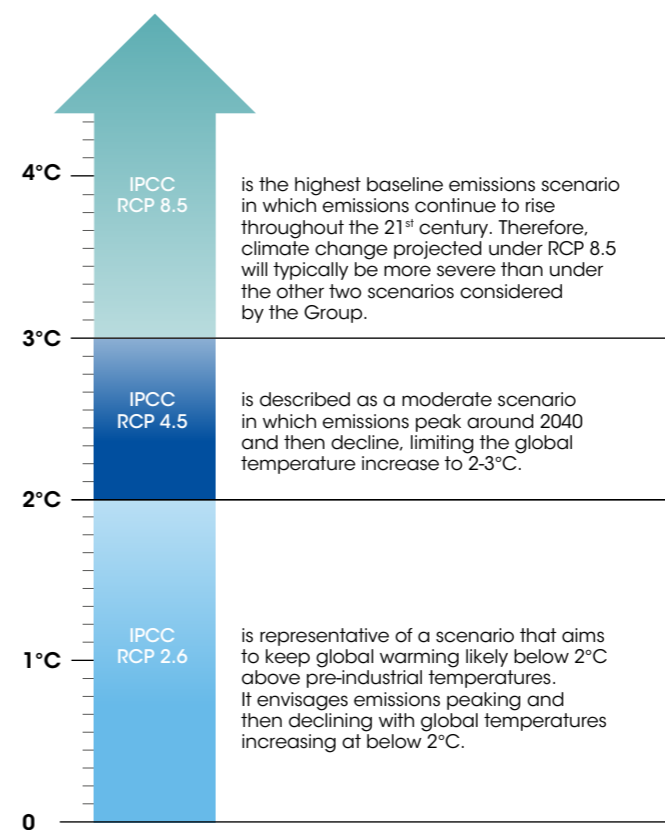 4°C
IPCC
RCP 8.5
is the highest baseline emissions scenario
in which emissions continue to rise
throughout the 21st century. Therefore,
climate change projected under RCP 8.5
will typically be more severe than under
the other two scenarios considered
by the Group.
3°C
IPCC
RCP 4.5
is described as a moderate scenario
in which emissions peak around 2040
and then decline, limiting the global
temperature increase to 2-3°C.
2°C
IPCC
RCP 2.6
is representative of a scenario that aims
to keep global warming likely below 2°C
above pre-industrial temperatures.
It envisages emissions peaking and
then declining with global temperatures
increasing at below 2°C.
1°C
0